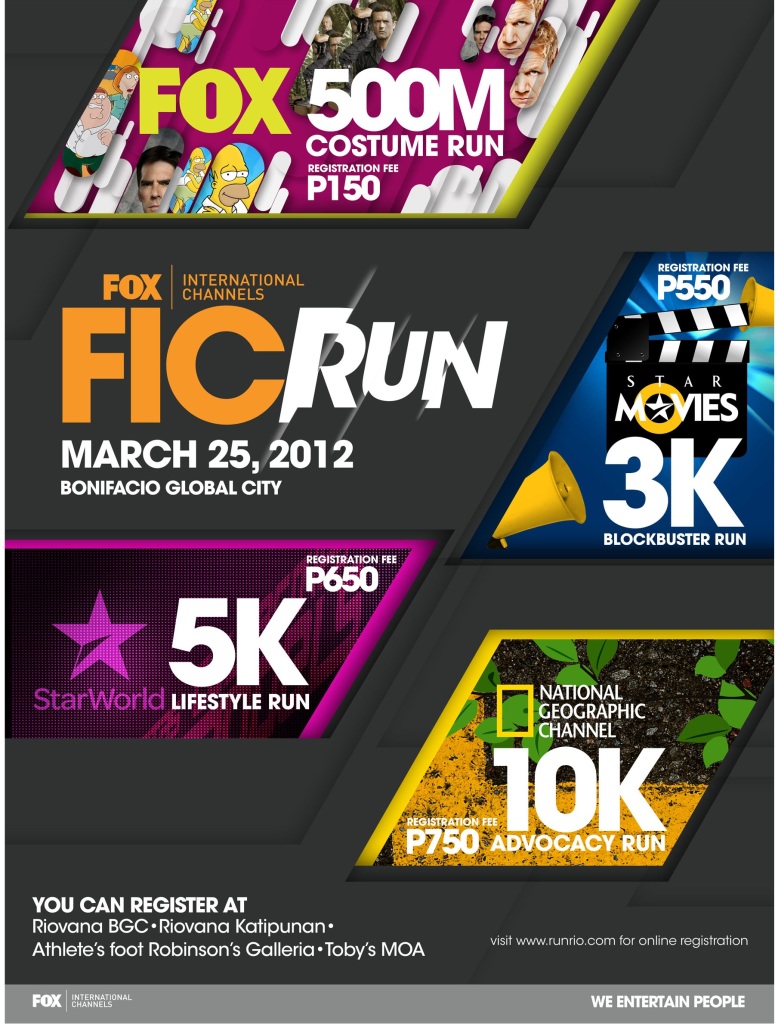 FOX 500M
COSTUME RUN
REGISTRATION FEE
P150
FOX INTERNATIONAL
CHANNELS
FICRUN
MARCH 25, 2012
BONIFACIO GLOBAL CITY
REGISTRATION FEE
P550
STAR
MOVIES
3K
BLOCKBUSTER RUN
REGISTRATION FEE
P650
5K
StarWorld LIFESTYLE RUN
NATIONAL
GEOGRAPHIC
CHANNEL
10K
REGISTRATION FEE
P750 ADVOCACY RUN
YOU CAN REGISTER AT
Riovana BGC•Riovana Katipunan•
Athlete's foot Robinson's Galleria•Toby's MOA
visit www.runrio.com for online registration
FOX INTERNATIONAL
CHANNELS
WE ENTERTAIN PEOPLE